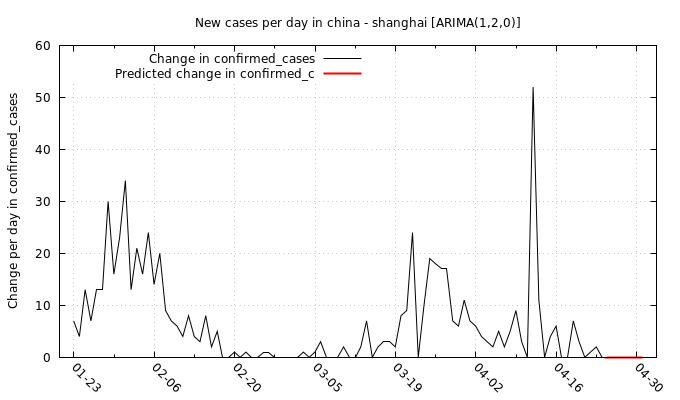 New cases per day in china - shanghai [ARIMA(1,2,0)]
Change in confirmed_cases
Predicted change in confirmed_c
Change per day in confirmed_cases
60
50
40
30
20
10
0
01-23 02-06 02-20 03-05 03-19 04-02 04-16 04-30